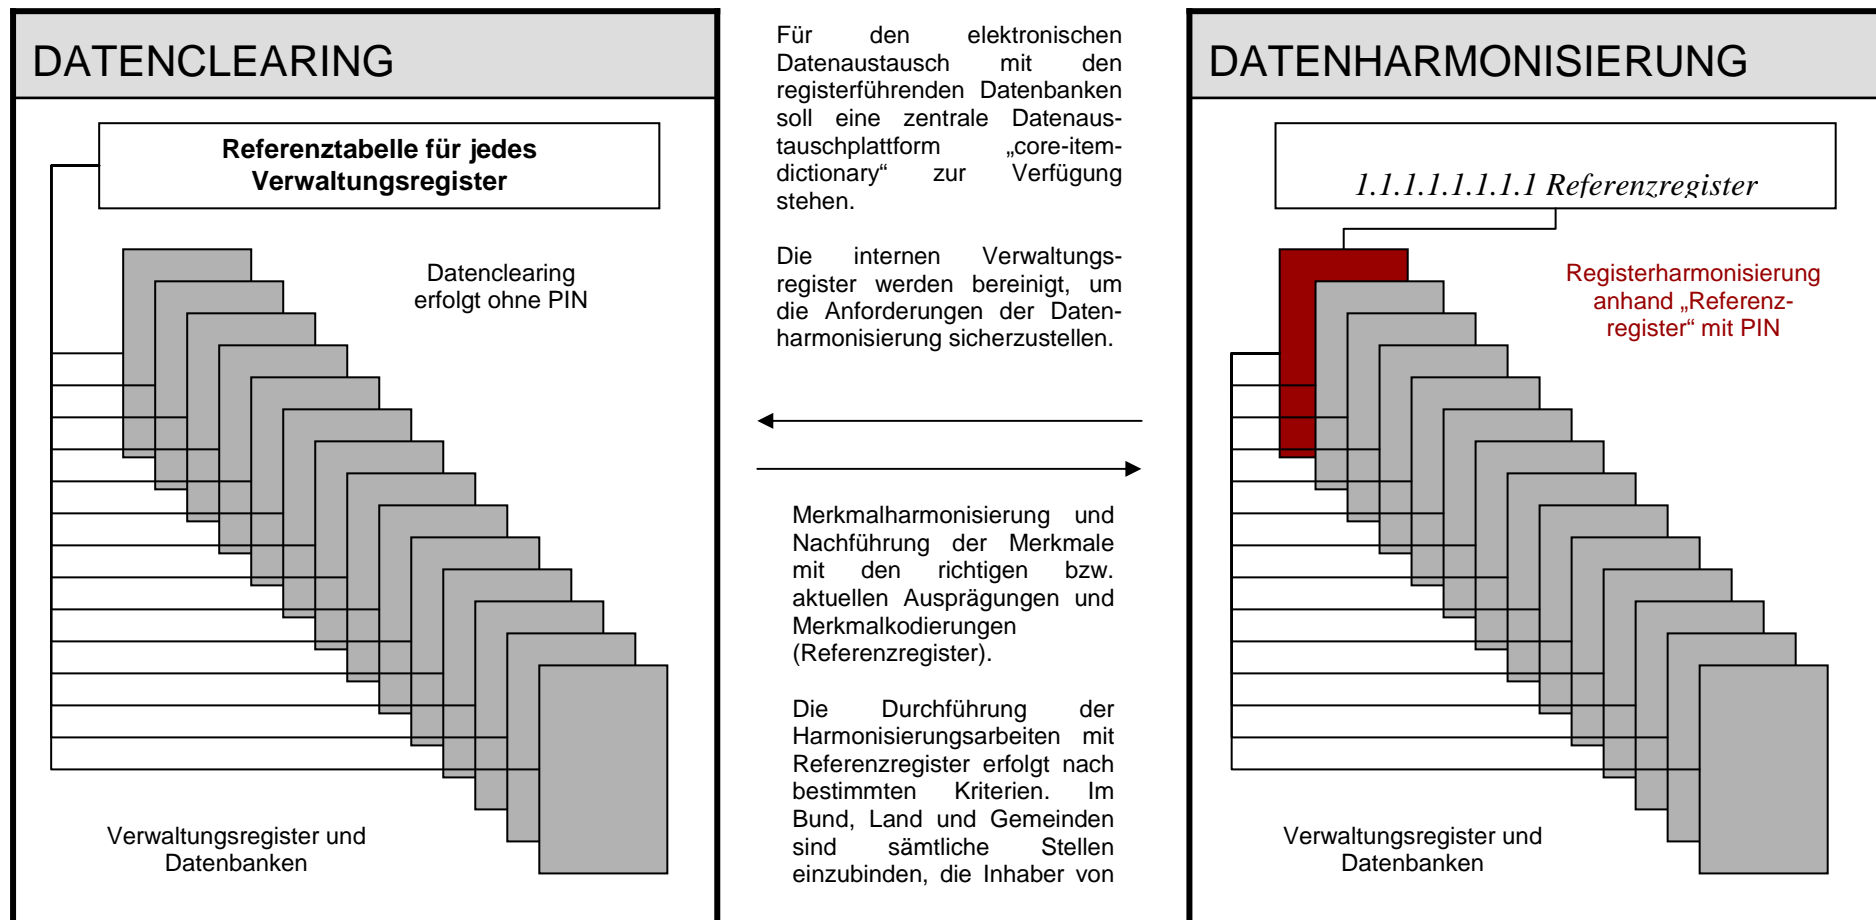 DATENCLEARING
Referenztabelle für jedes
Verwaltungsregister
Datenclearing
erfolgt ohne PIN
Verwaltungsregister und
Datenbanken
Für den elektronischen
Datenaustausch mit den
registerführenden Datenbanken
soll eine zentrale Datenaus-
tauschplattform „core-item-
dictionary“ zur Verfügung
stehen.
Die internen Verwaltungs-
register werden bereinigt, um
die Anforderungen der Daten-
harmonisierung sicherzustellen.
Merkmalharmonisierung und
Nachführung der Merkmale
mit den richtigen bzw.
aktuellen Ausprägungen und
Merkmalkodierungen
(Referenzregister).
Die Durchführung der
Harmonisierungsarbeiten mit
Referenzregister erfolgt nach
bestimmten Kriterien. Im
Bund, Land und Gemeinden
sind sämtliche Stellen
einzubinden, die Inhaber von
DATENHARMONISIERUNG
1.1.1.1.1.1.1.1 Referenzregister
Registerharmonisierung
anhand „Referenz-
register“ mit PIN
Verwaltungsregister und
Datenbanken